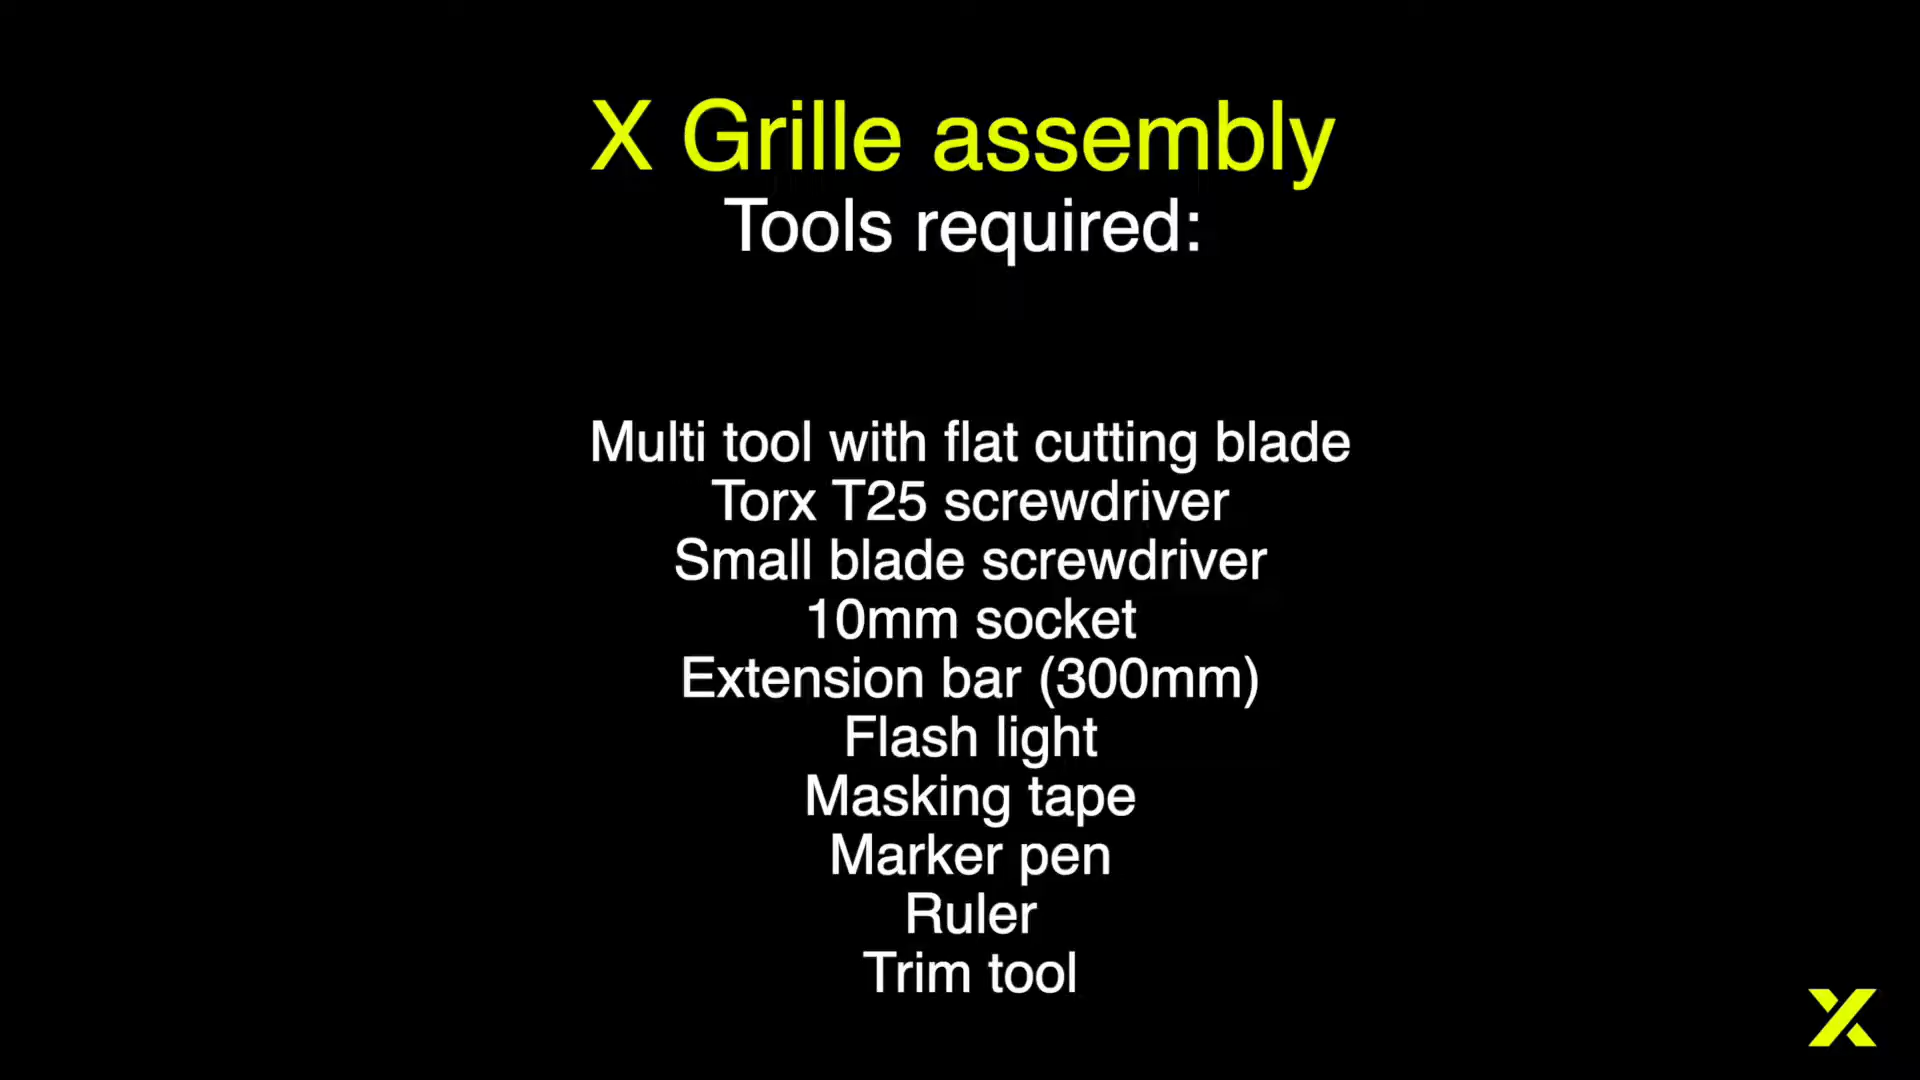 X Grille assembly
Tools required:
Multi tool with flat cutting blade
Torx T25 screwdriver
Small blade screwdriver
10mm socket
Extension bar (300mm)
Flash light
Masking tape
Marker pen
Ruler
Trim tool
X